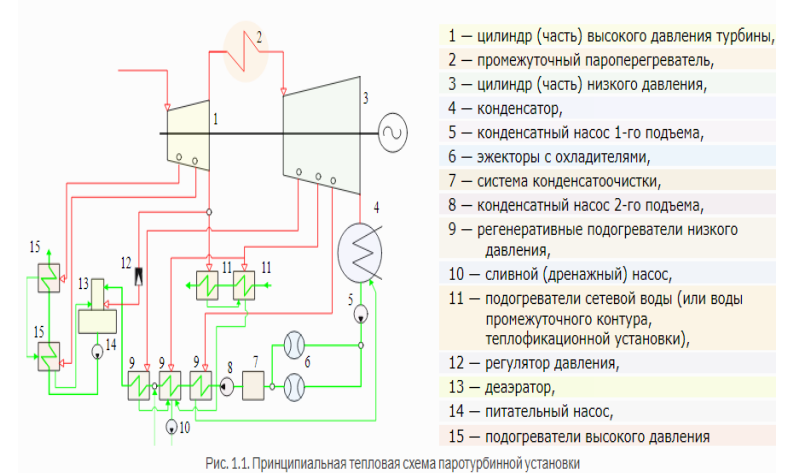 2
1
3
4
5
15
12
13
11
11
15
14
9
9
9
8
7
6
10
1 — цилиндр (часть) высокого давления турбины,
2 — промежуточный пароперегреватель,
3 — цилиндр (часть) низкого давления,
4 — конденсатор,
5 — конденсатный насос 1-го подъема,
6 — эжекторы с охладителями,
7 — система конденсатоочистки,
8 — конденсатный насос 2-го подъема,
9 — регенеративные подогреватели низкого
давления,
10 — сливной (дренажный) насос,
11 — подогреватели сетевой воды (или воды
промежуточного контура,
теплофикационной установки),
12 — регулятор давления,
13 — деаэратор,
14 — питательный насос,
15 — подогреватели высокого давления
Рис. 1.1. Принципиальная тепловая схема паротурбинной установки